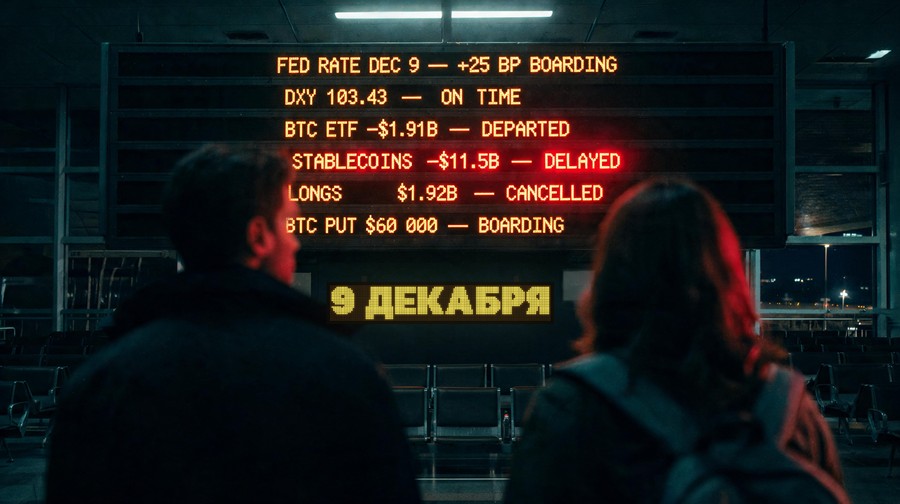 FED RATE DEC 9 — +25 BP BOARDING
DXY 103.43 — ON TIME
BTC ETF −$1.91B — DEPARTED
STABLECOINS −$11.5B — DELAYED
LONGS $1.92B — CANCELLED
BTC PUT $60 000 — BOARDING
9 ДЕКАБРЯ